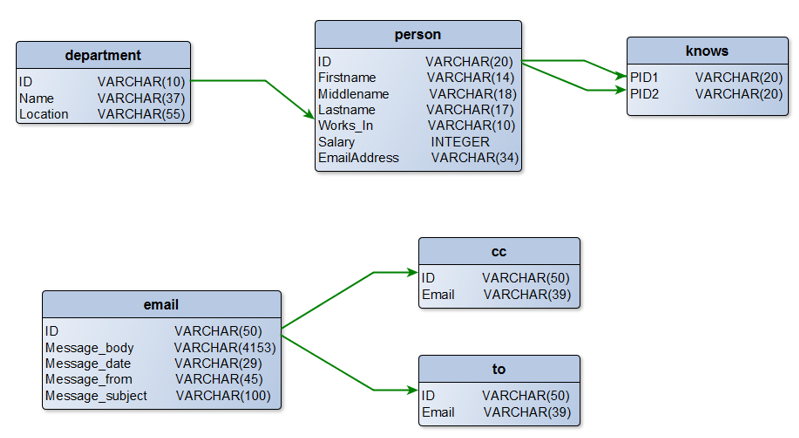 department
ID VARCHAR(10)
Name VARCHAR(37)
Location VARCHAR(55)
person
ID VARCHAR(20)
Firstname VARCHAR(14)
Middlename VARCHAR(18)
Lastname VARCHAR(17)
Works_In VARCHAR(10)
Salary INTEGER
EmailAddress VARCHAR(34)
knows
PID1 VARCHAR(20)
PID2 VARCHAR(20)
email
ID VARCHAR(50)
Message_body VARCHAR(4153)
Message_date VARCHAR(29)
Message_from VARCHAR(45)
Message_subject VARCHAR(100)
cc
ID VARCHAR(50)
Email VARCHAR(39)
to
ID VARCHAR(50)
Email VARCHAR(39)